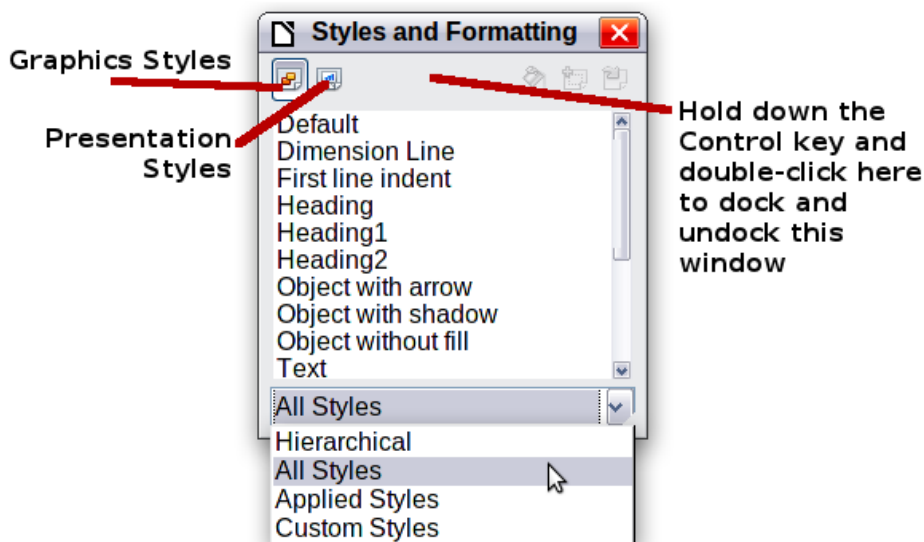 Styles and Formatting
Graphics Styles
Presentation
Styles
Hold down the
Control key and
double-click here
to dock and
undock this
window
Default
Dimension Line
First line indent
Heading
Heading1
Heading2
Object with arrow
Object with shadow
Object without fill
Text
All Styles
Hierarchical
All Styles
Applied Styles
Custom Styles